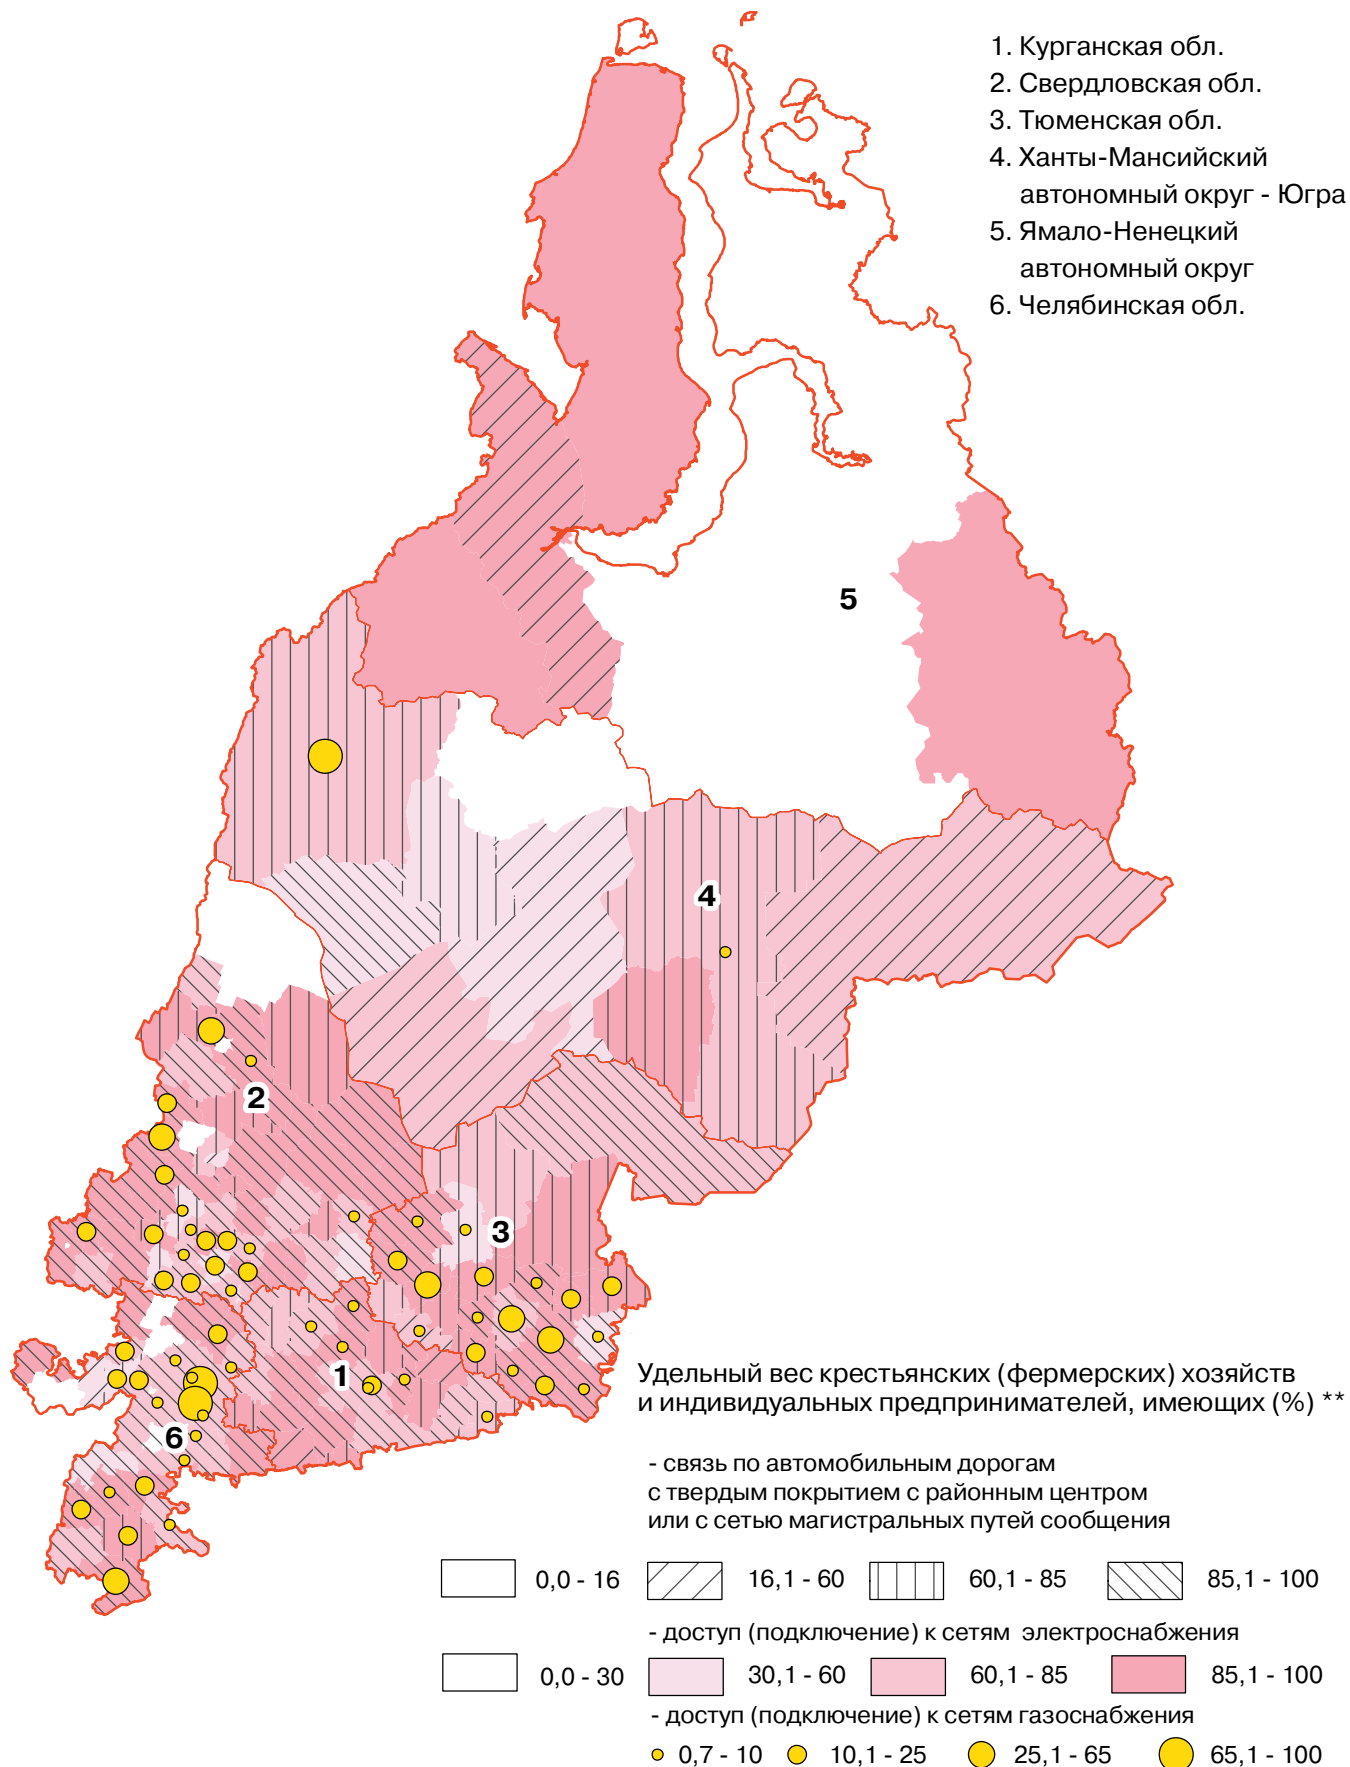 1. Курганская обл.
2. Свердловская обл.
3. Тюменская обл.
4. Ханты-Мансийский
автономный округ - Югра
5. Ямало-Ненецкий
автономный округ
6. Челябинская обл.
5
4
2
3
1
6
Удельный вес крестьянских (фермерских) хозяйств
и индивидуальных предпринимателей, имеющих (%) **
- связь по автомобильным дорогам
с твердым покрытием с районным центром
или с сетью магистральных путей сообщения
0,0 - 16 16,1 - 60 60,1 - 85 85,1 - 100
- доступ (подключение) к сетям электроснабжения
0,0 - 30 30,1 - 60 60,1 - 85 85,1 - 100
- доступ (подключение) к сетям газоснабжения
0,7 - 10 10,1 - 25 25,1 - 65 65,1 - 100